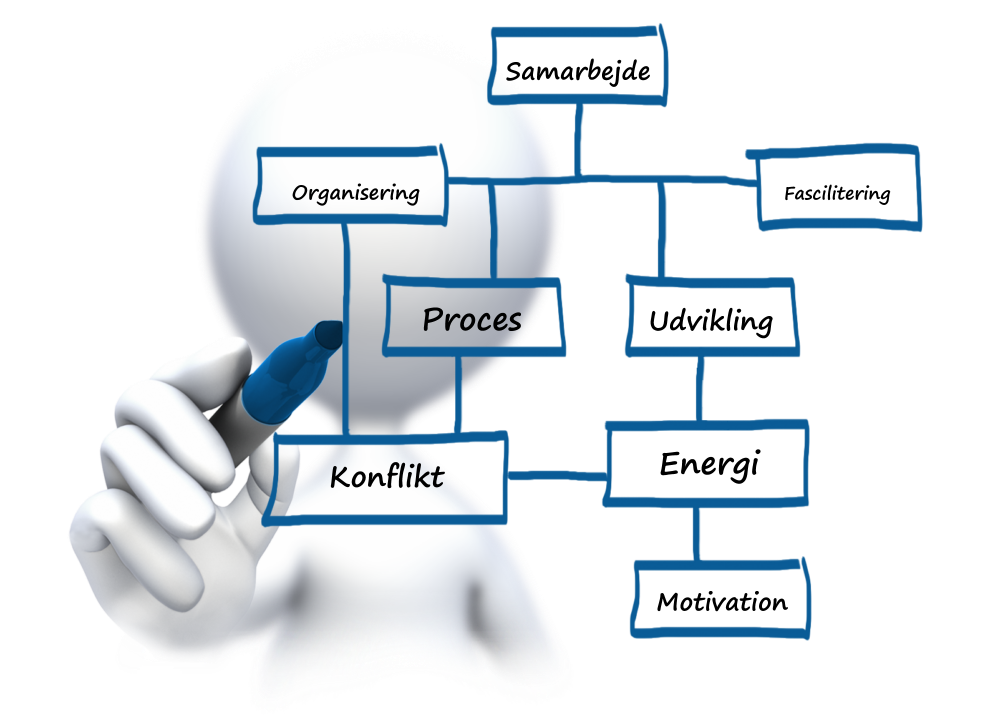 Samarbejde
Organisering
Fascilitering
Proces
Udvikling
Konflikt
Energi
Motivation